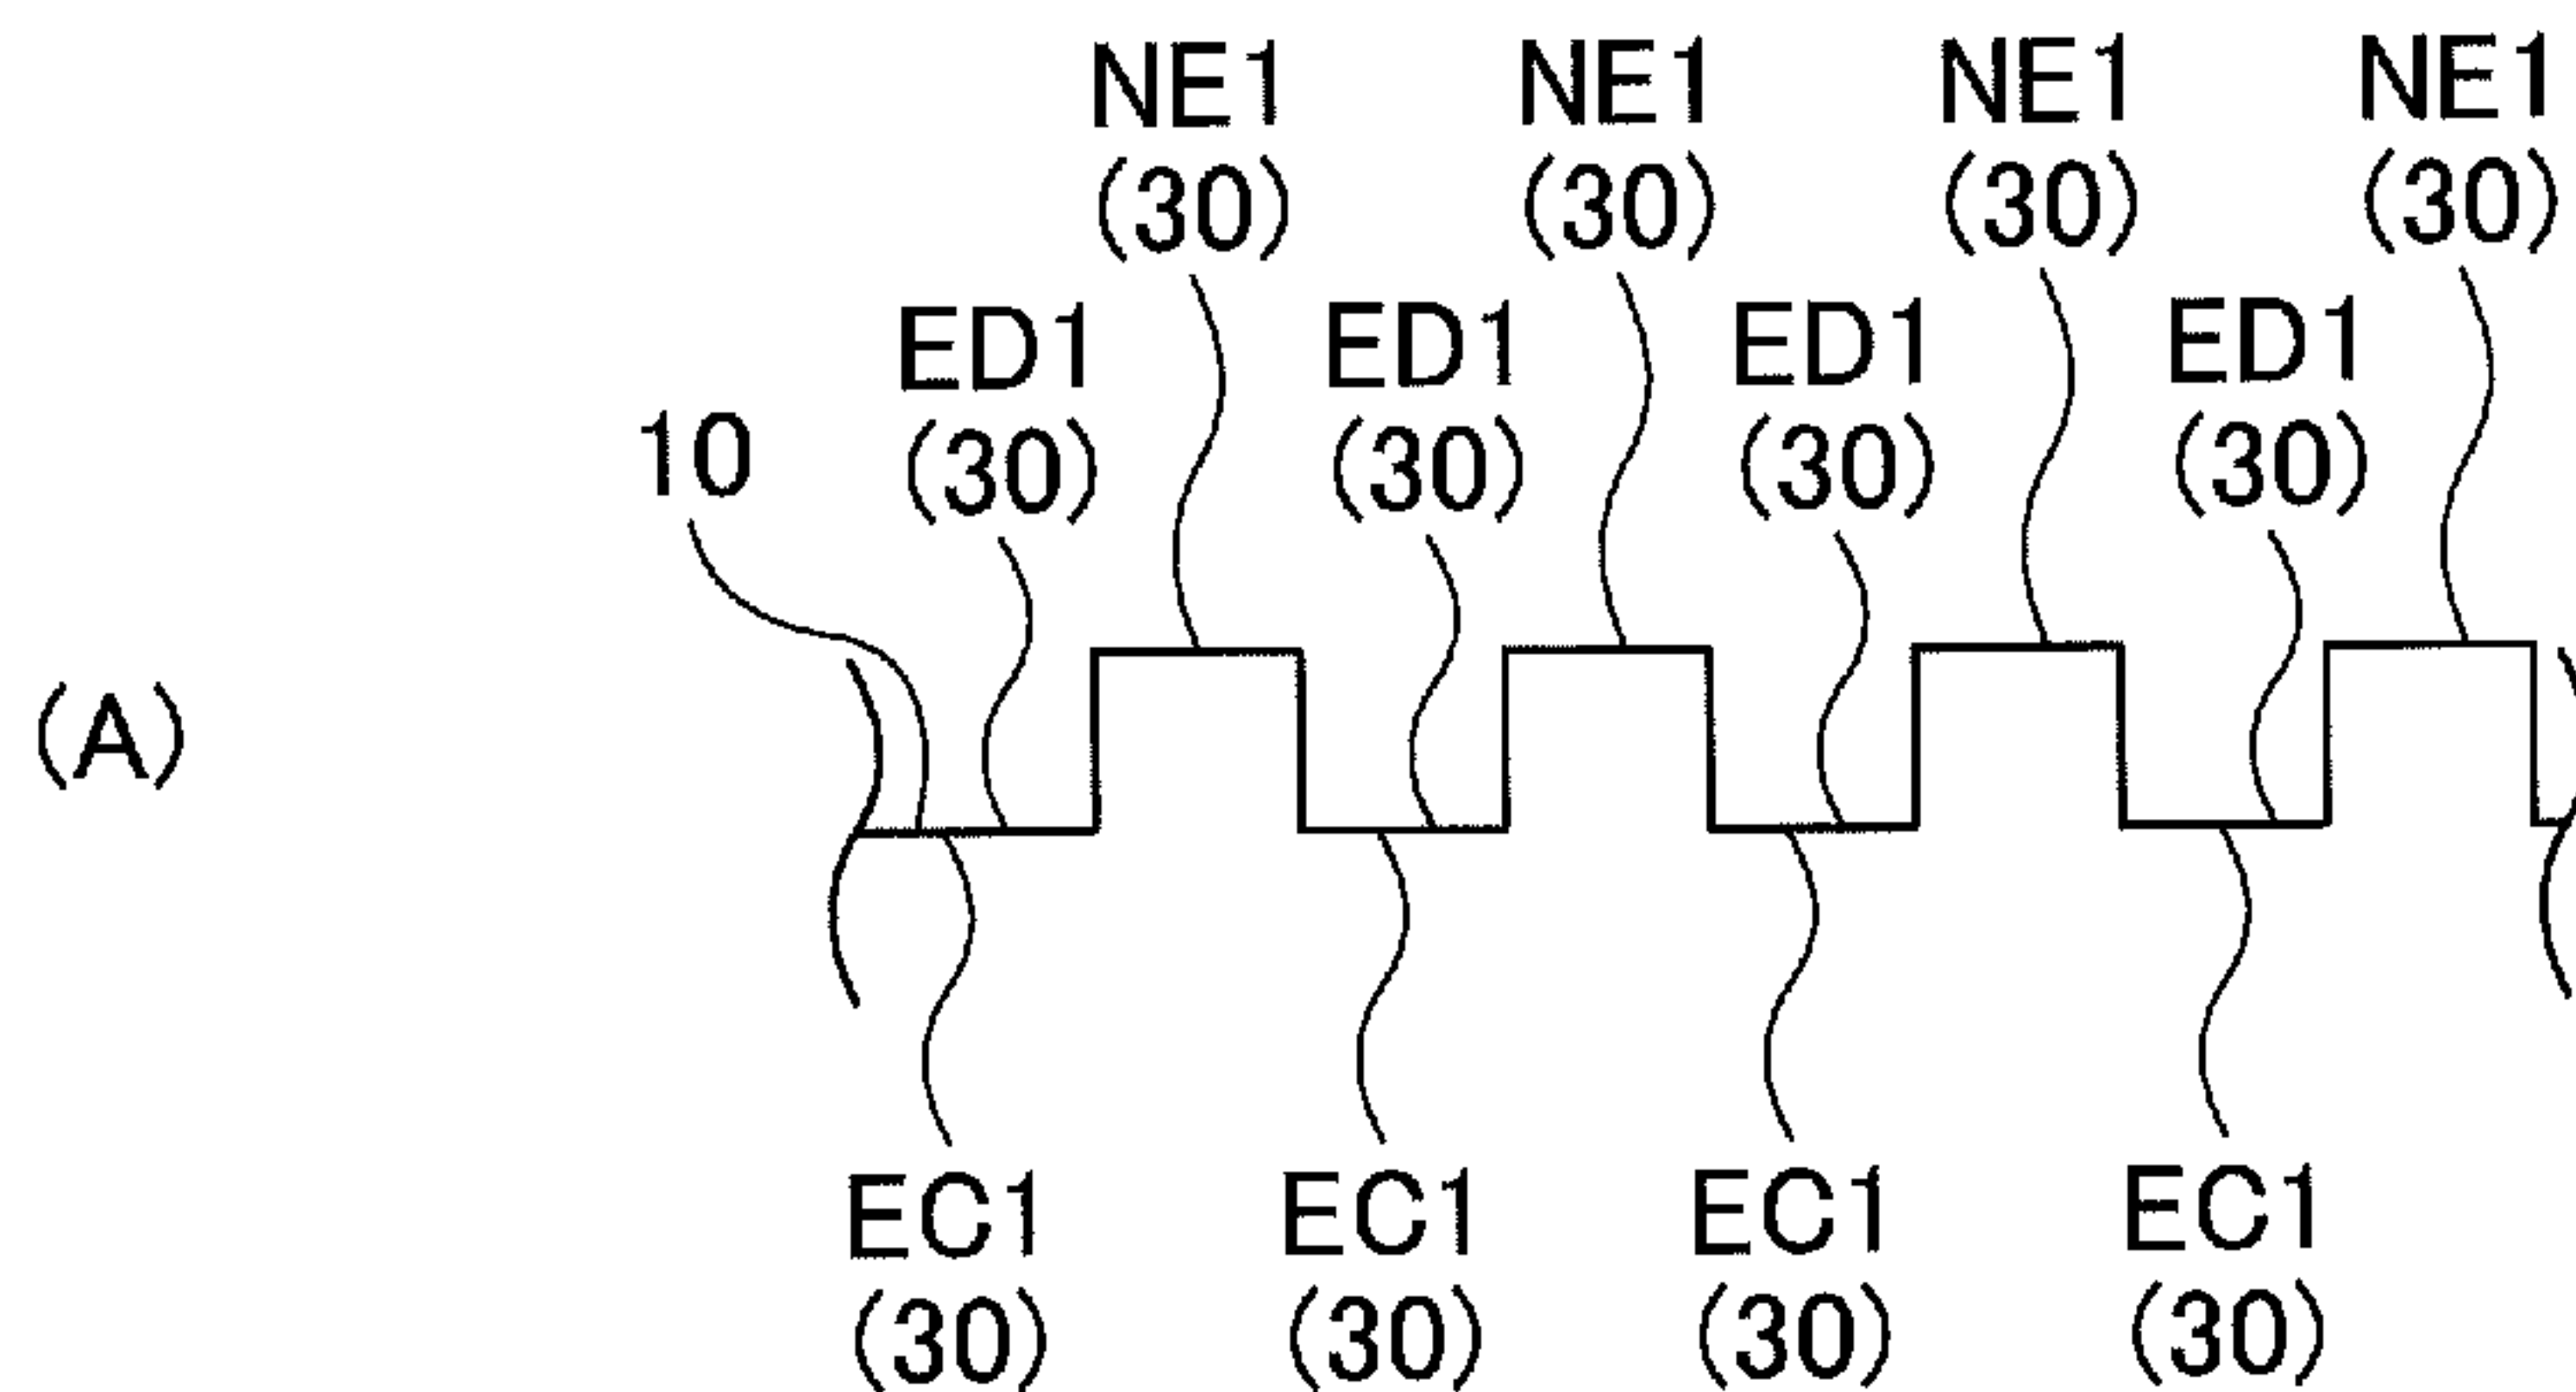 NE1 NE1 NE1 NE1
(30) (30) (30) (30)
ED1 ED1 ED1 ED1
10 (30) (30) (30) (30)
(A)
EC1 EC1 EC1 EC1
(30) (30) (30) (30)